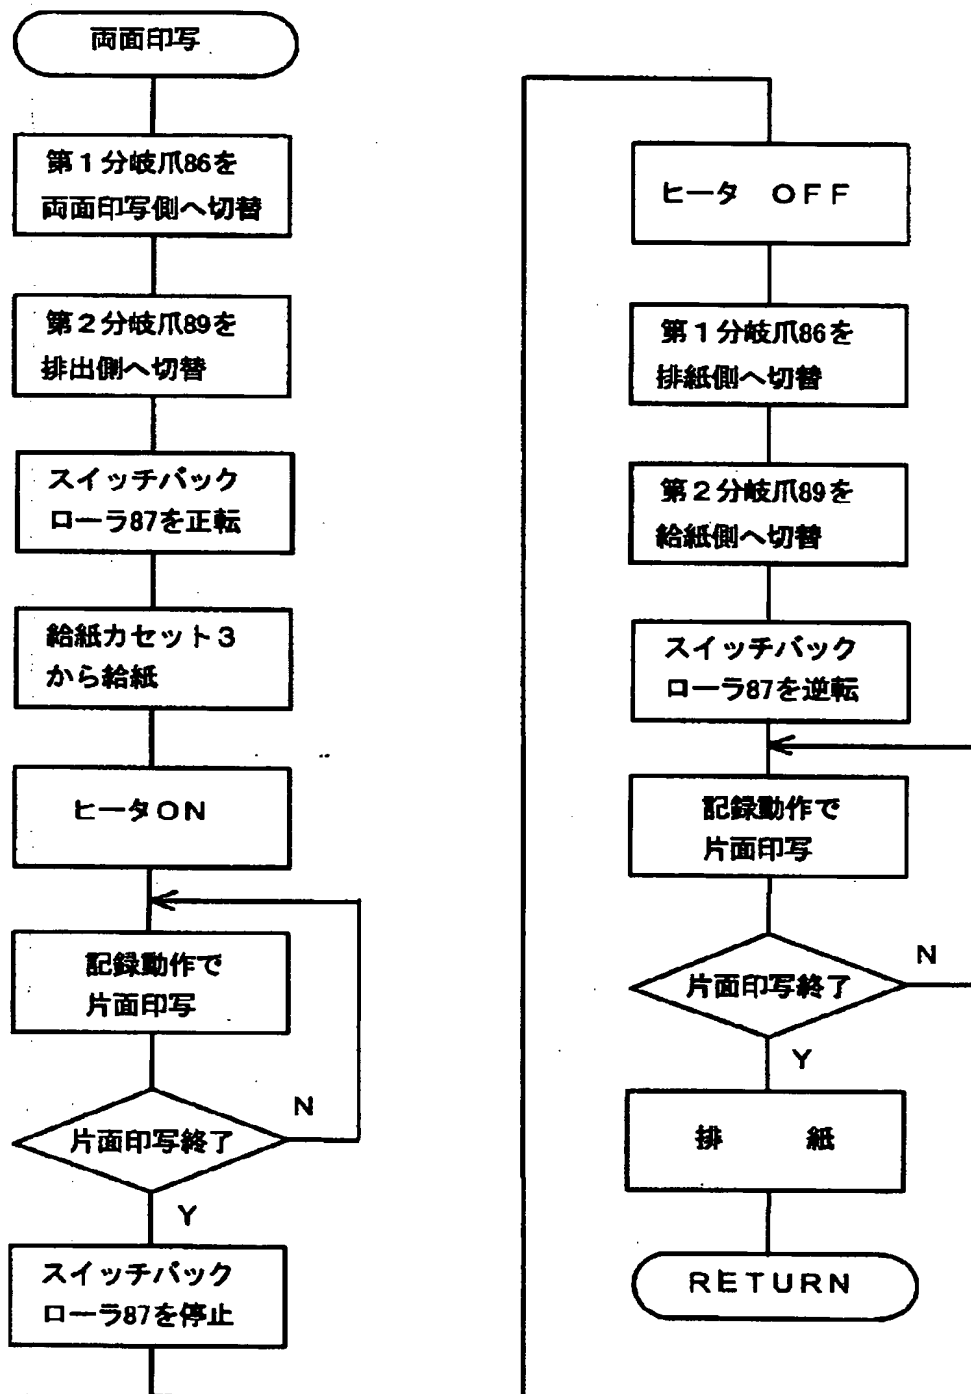 両面印写
第1分岐爪86を
両面印写側へ切替
第2分岐爪89を
排出側へ切替
スイッチバック
ローラ87を正転
給紙カセット3
から給紙
ヒータON
記録動作で
片面印写
片面印写終了
N
Y
スイッチバック
ローラ87を停止
ヒータ OFF
第1分岐爪86を
排紙側へ切替
第2分岐爪89を
給紙側へ切替
スイッチバック
ローラ87を逆転
記録動作で
片面印写
片面印写終了
N
Y
排 紙
RETURN